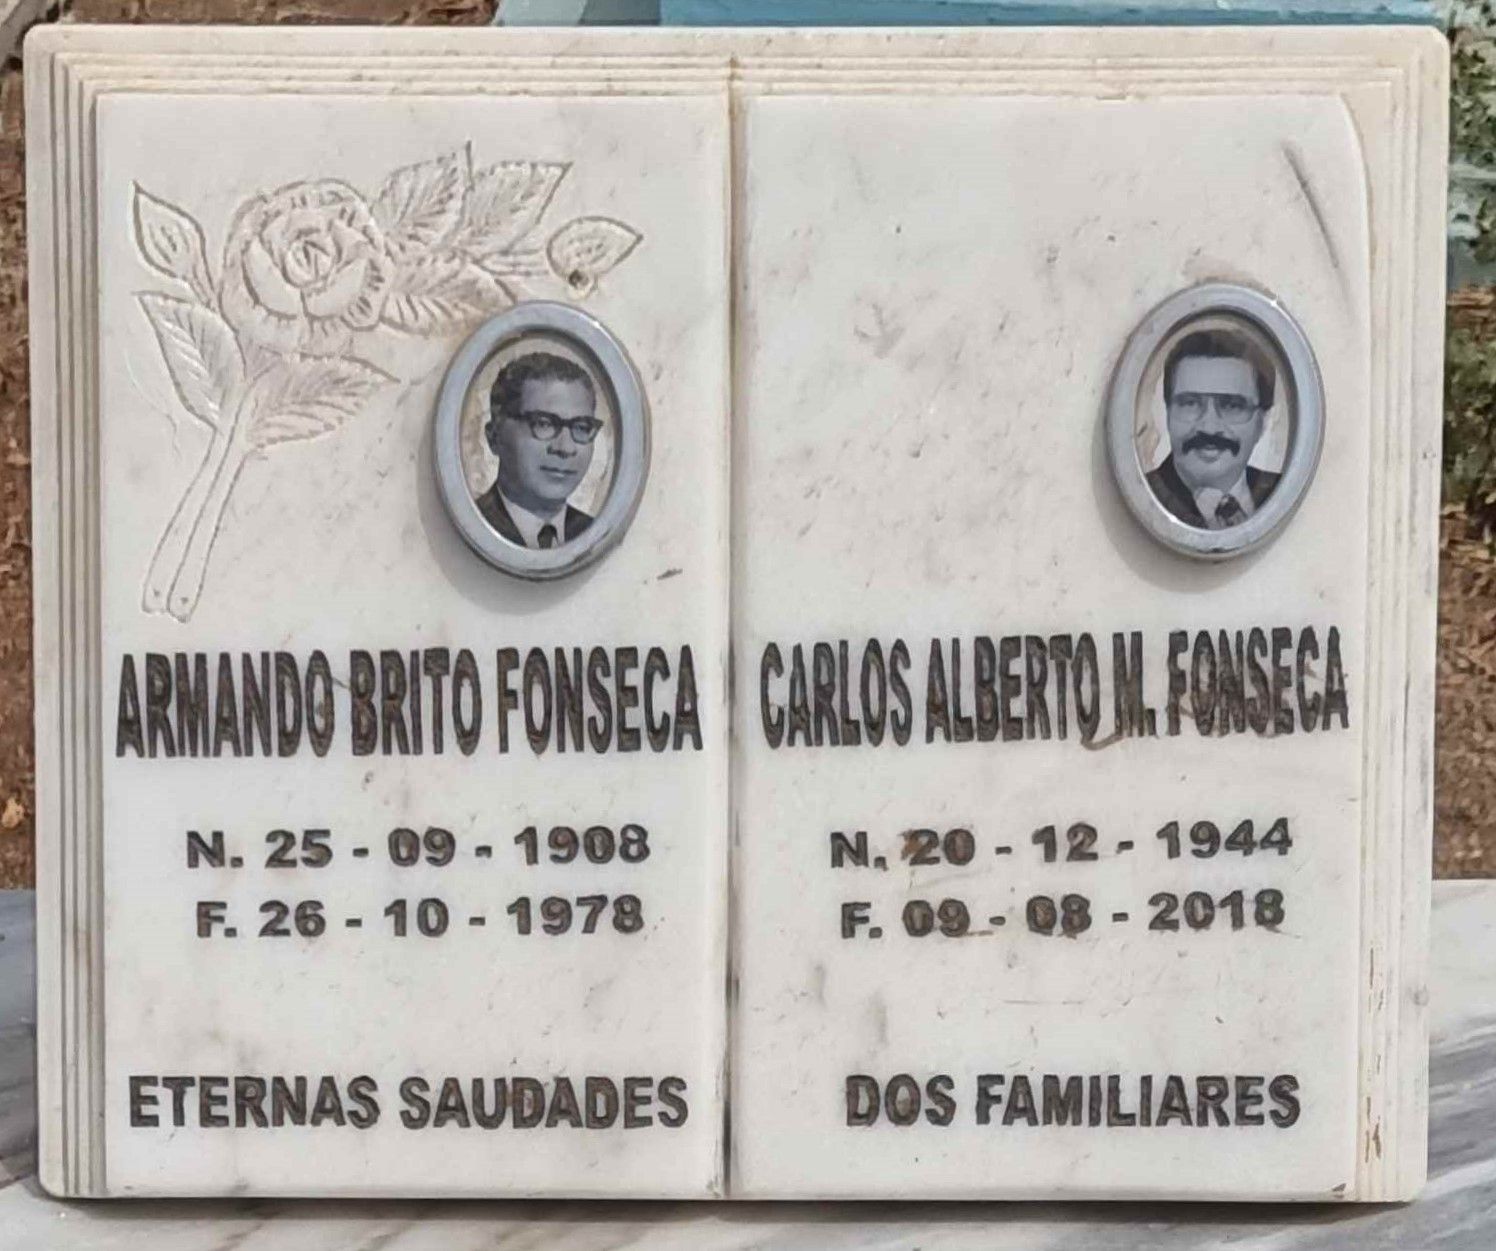 ARMANDO BRITO FONSECA
N. 25 - 09 - 1908
F. 26 - 10 - 1978
ETERNAS SAUDADES
CARLOS ALBERTO M. FONSECA
N. 20 - 12 - 1944
F. 09 - 08 - 2018
DOS FAMILIARES